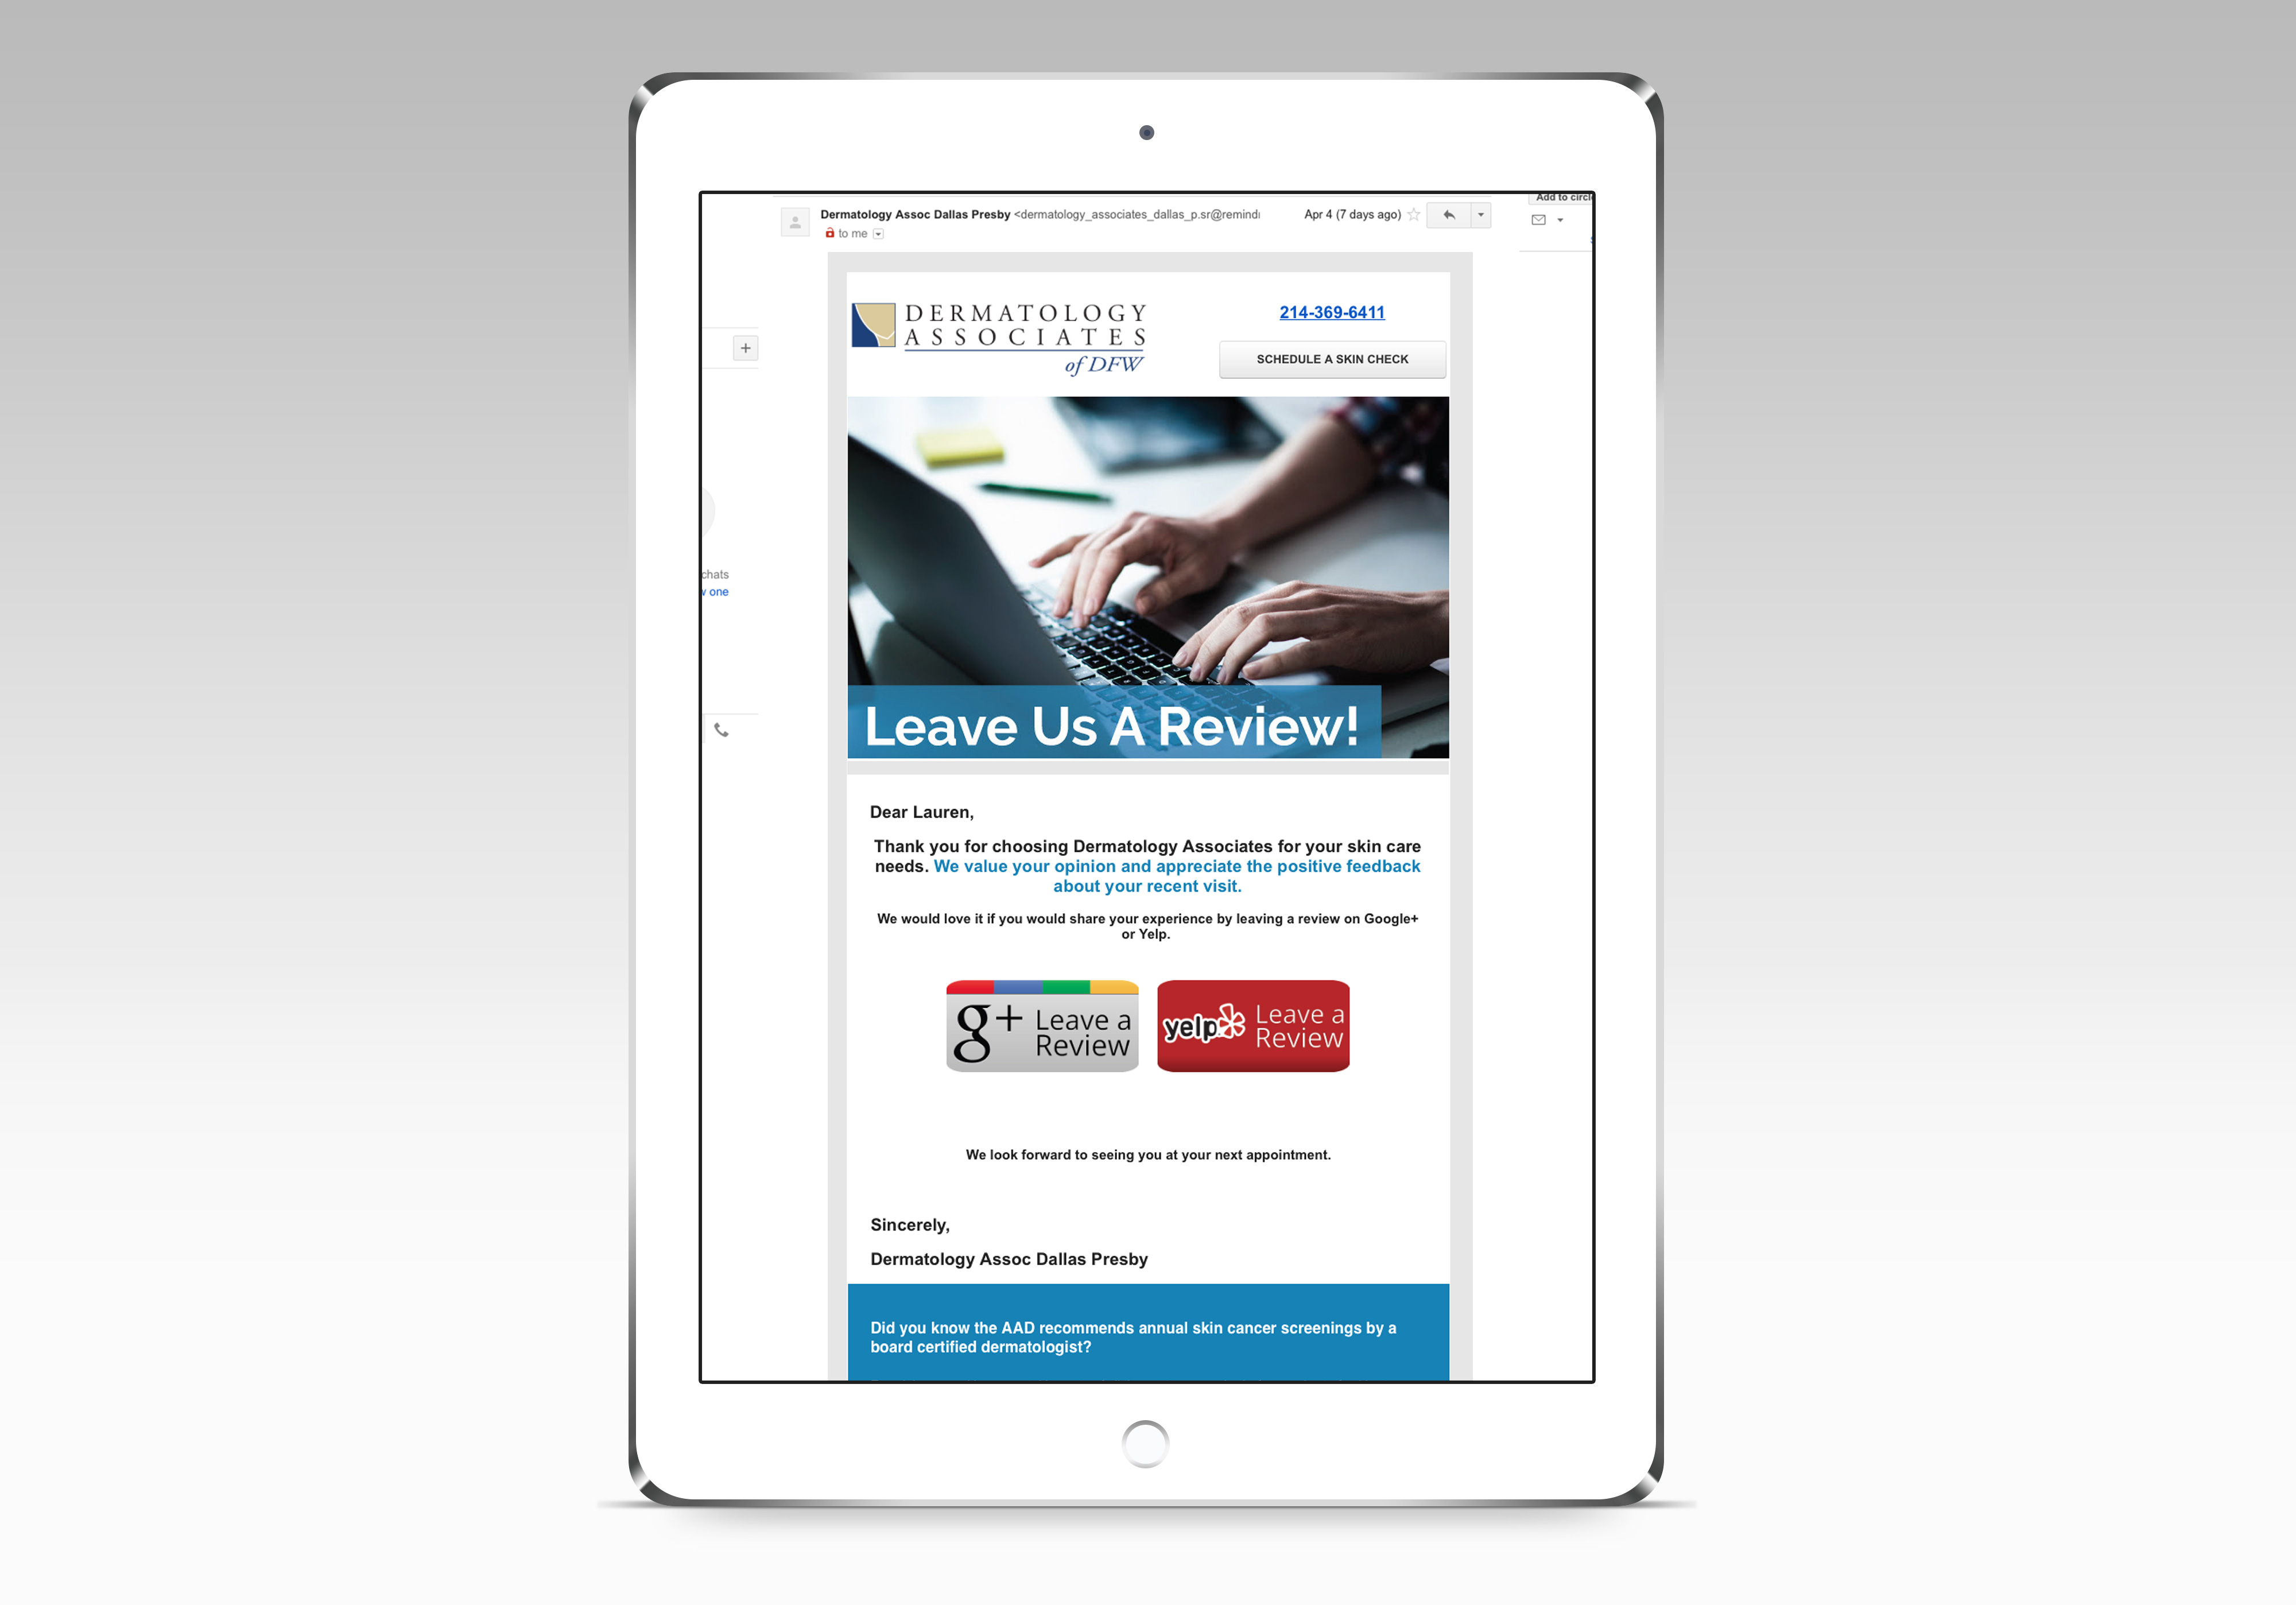 Add to circl
Dermatology Assoc Dallas Presby <dermatology_associates_dallas_p.sr@remind
Apr 4 (7 days ago)
to me
DERMATOLOGY
ASSOCIATES
of DFW
214-369-6411
SCHEDULE A SKIN CHECK
+
chats
one
Leave Us A Review!
Dear Lauren,
Thank you for choosing Dermatology Associates for your skin care
needs. We value your opinion and appreciate the positive feedback
about your recent visit.
We would love it if you would share your experience by leaving a review on Google+
or Yelp.
g+ Leave a
Review
yelp Leave a
Review
We look forward to seeing you at your next appointment.
Sincerely,
Dermatology Assoc Dallas Presby
Did you know the AAD recommends annual skin cancer screenings by a
board certified dermatologist?